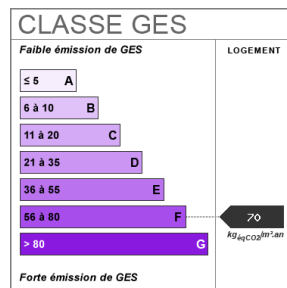 CLASSE GES
Faible émission de GES
LOGEMENT
≤ 5 A
6 à 10 B
11 à 20 C
21 à 35 D
36 à 55 E
56 à 80 F
70
kgéqCO2/m².an
> 80 G
Forte émission de GES